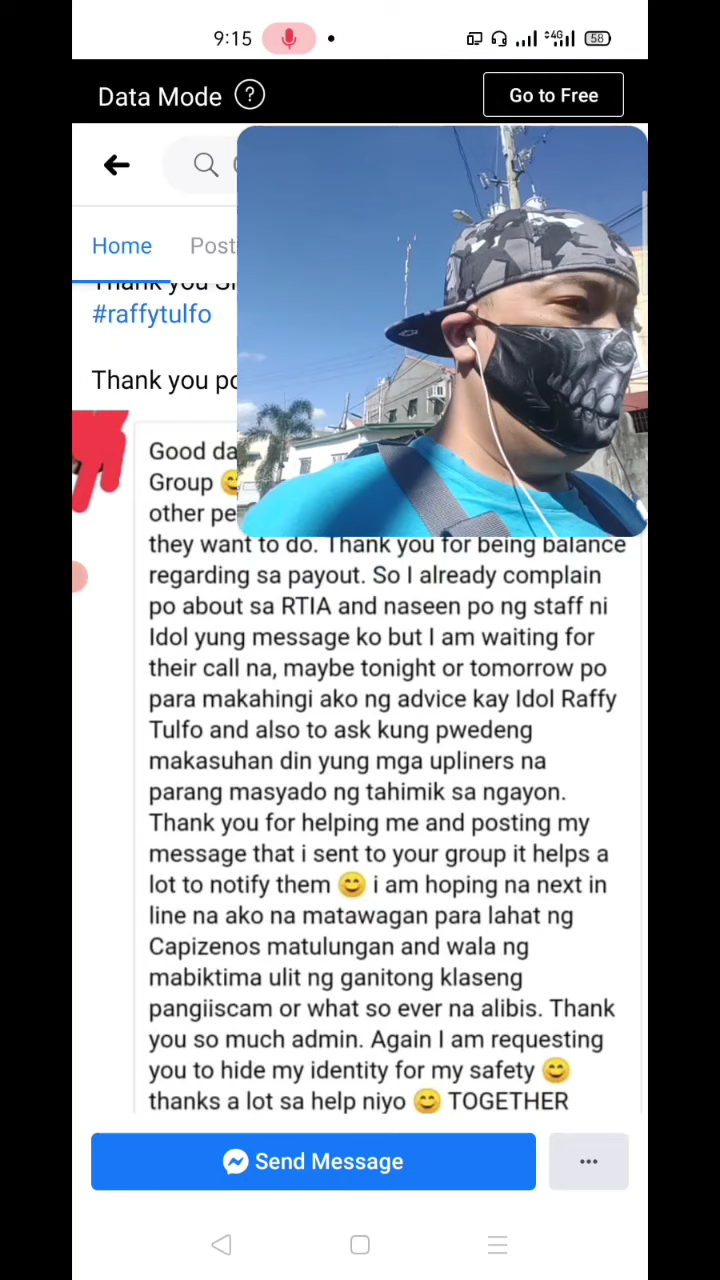 9:15
4G
58
Data Mode ?
Go to Free
Home
Post
Thank you
#raffytulfo
Thank you
Good
Group 😊
other
they want to do. Thank you for being balance
regarding sa payout. So I already complain
po about sa RTIA and naseen po ng staff ni
Idol yung message ko but I am waiting for
their call na, maybe tonight or tomorrow po
para makahingi ako ng advice kay Idol Raffy
Tulfo and also to ask kung pwedeng
makasuhan din yung mga upliners na
parang masyado ng tahimik sa ngayon.
Thank you for helping me and posting my
message that i sent to your group it helps a
lot to notify them 😊 i am hoping na next in
line na ako na matawagan para lahat ng
Capizenos matulungan and wala ng
mabiktima ulit ng ganitong klaseng
pangiiscam or what so ever na alibis. Thank
you so much admin. Again I am requesting
you to hide my identity for my safety 😊
thanks a lot sa help niyo 😊 TOGETHER
Send Message